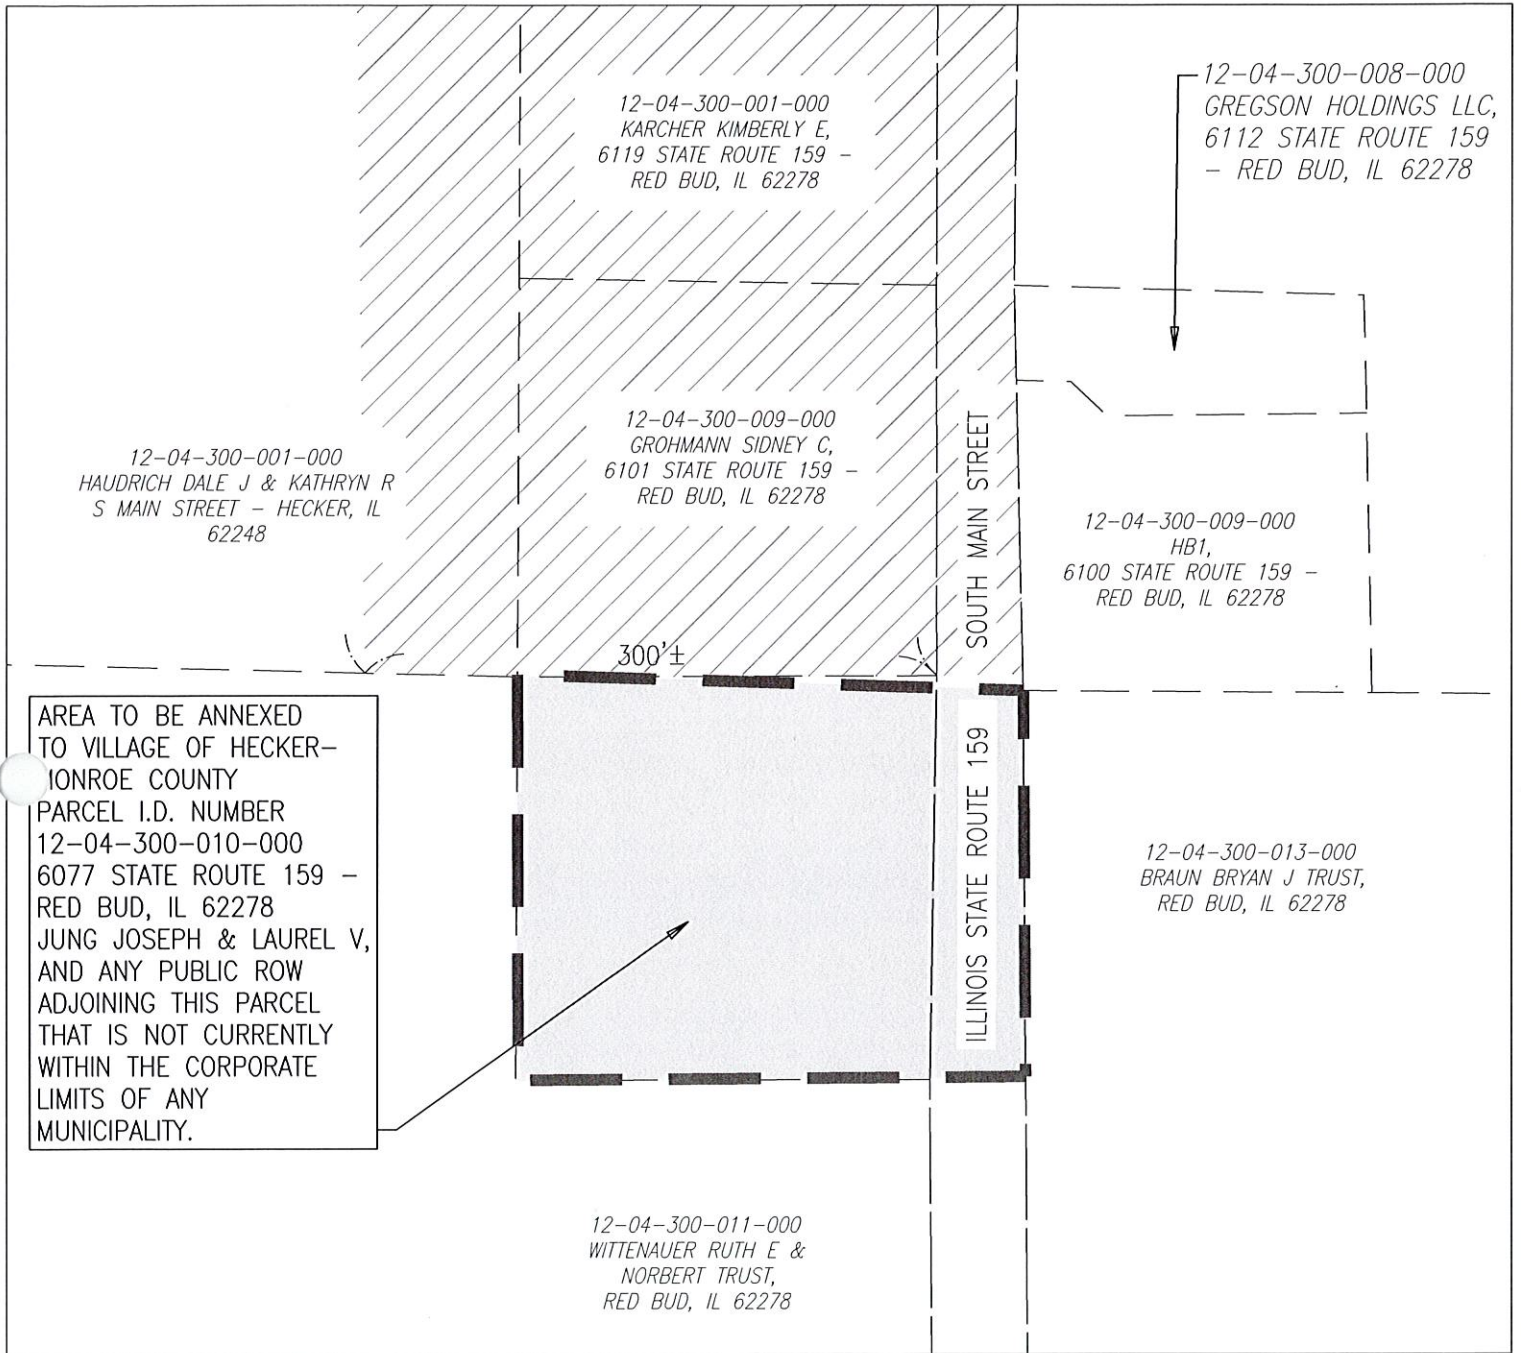 12-04-300-001-000
KARCHER KIMBERLY E,
6119 STATE ROUTE 159 -
RED BUD, IL 62278
12-04-300-008-000
GREGSON HOLDINGS LLC,
6112 STATE ROUTE 159
- RED BUD, IL 62278
12-04-300-001-000
HAUDRICH DALE J & KATHRYN R
S MAIN STREET - HECKER, IL
62248
12-04-300-009-000
GROHMANN SIDNEY C,
6101 STATE ROUTE 159 -
RED BUD, IL 62278
SOUTH MAIN STREET
12-04-300-009-000
HB1,
6100 STATE ROUTE 159 -
RED BUD, IL 62278
300'±
AREA TO BE ANNEXED
TO VILLAGE OF HECKER-
MONROE COUNTY
PARCEL I.D. NUMBER
12-04-300-010-000
6077 STATE ROUTE 159 -
RED BUD, IL 62278
JUNG JOSEPH & LAUREL V,
AND ANY PUBLIC ROW
ADJOINING THIS PARCEL
THAT IS NOT CURRENTLY
WITHIN THE CORPORATE
LIMITS OF ANY
MUNICIPALITY.
ILLINOIS STATE ROUTE 159
12-04-300-013-000
BRAUN BRYAN J TRUST,
RED BUD, IL 62278
12-04-300-011-000
WITTENAUER RUTH E &
NORBERT TRUST,
RED BUD, IL 62278